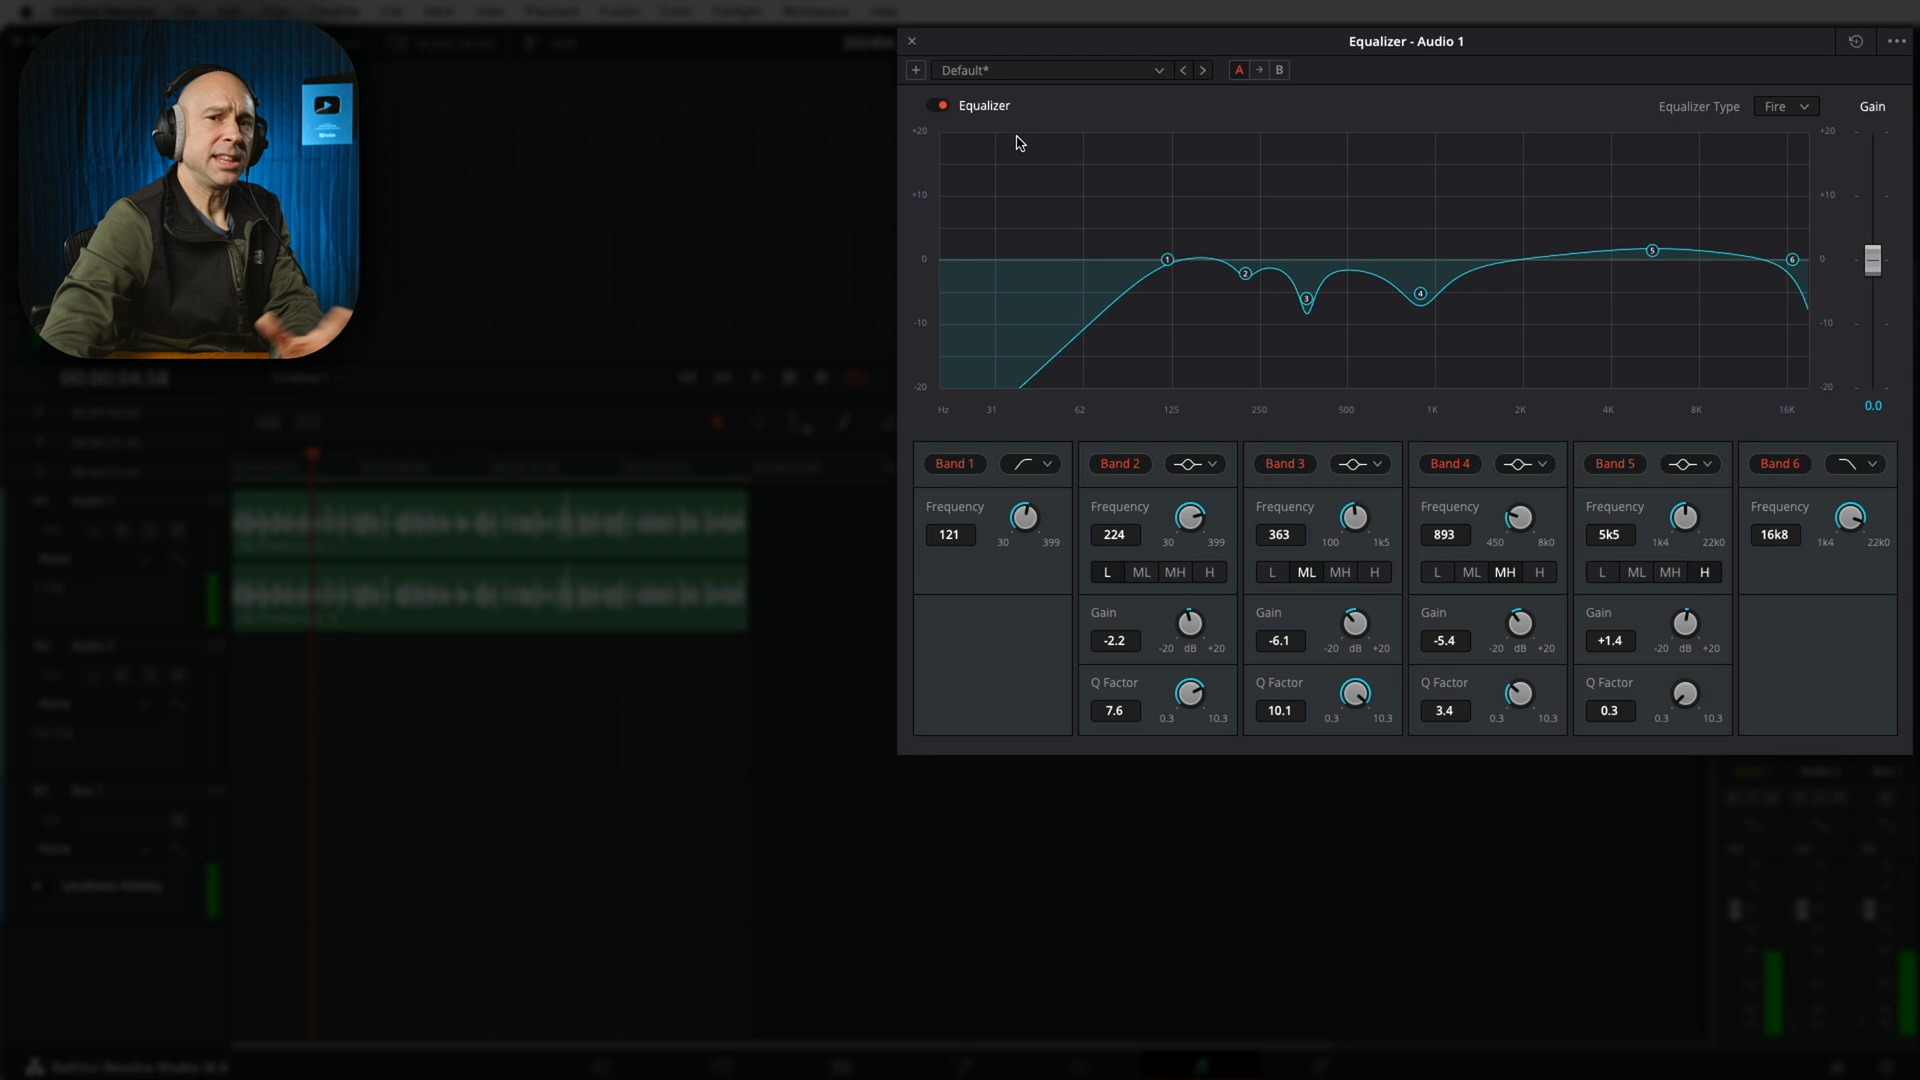 Equalizer - Audio 1
Default*
A
B
Equalizer
Equalizer Type
Fire
Gain
+20
+10
0
-10
-20
+20
+10
0
-10
-20
1
2
3
4
5
6
Hz 31 62 125 250 500 1K 2K 4K 8K 16K
0.0
Band 1 Band 2 Band 3 Band 4 Band 5 Band 6
Frequency Frequency Frequency Frequency Frequency Frequency
121 224 363 893 5k5 16k8
30 399 30 399 100 1k5 450 8k0 1k4 22k0 1k4 22k0
L ML MH H L ML MH H L ML MH H L ML MH H
Gain Gain Gain Gain
-2.2 -6.1 -5.4 +1.4
-20 dB +20 -20 dB +20 -20 dB +20 -20 dB +20
Q Factor Q Factor Q Factor Q Factor
7.6 10.1 3.4 0.3
0.3 10.3 0.3 10.3 0.3 10.3 0.3 10.3